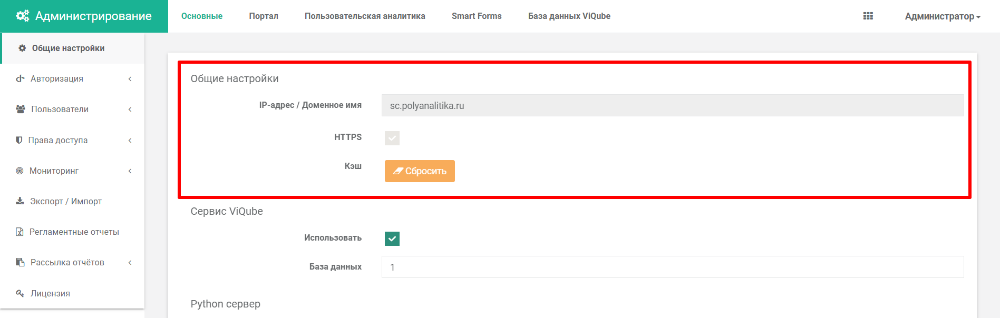 Администрирование
Основные
Портал
Пользовательская аналитика
Smart Forms
База данных ViQube
Администратор
Общие настройки
Авторизация
Пользователи
Права доступа
Мониторинг
Экспорт / Импорт
Регламентные отчеты
Рассылка отчётов
Лицензия
Общие настройки
IP-адрес / Доменное имя
sc.polyanalitika.ru
HTTPS
Кэш
Сбросить
Сервис ViQube
Использовать
База данных
1
Python сервер